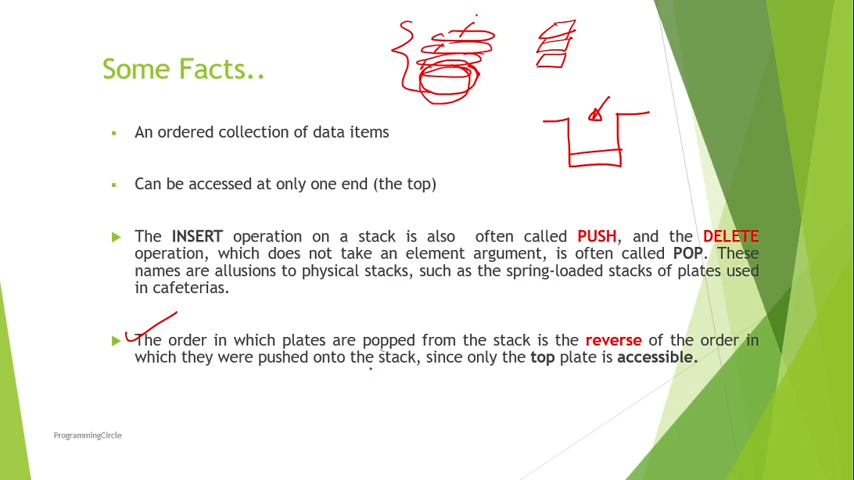 Some Facts..
An ordered collection of data items
Can be accessed at only one end (the top)
The INSERT operation on a stack is also often called PUSH, and the DELETE
operation, which does not take an element argument, is often called POP. These
names are allusions to physical stacks, such as the spring-loaded stacks of plates used
in cafeterias.
The order in which plates are popped from the stack is the reverse of the order in
which they were pushed onto the stack, since only the top plate is accessible.
ProgrammingCircle